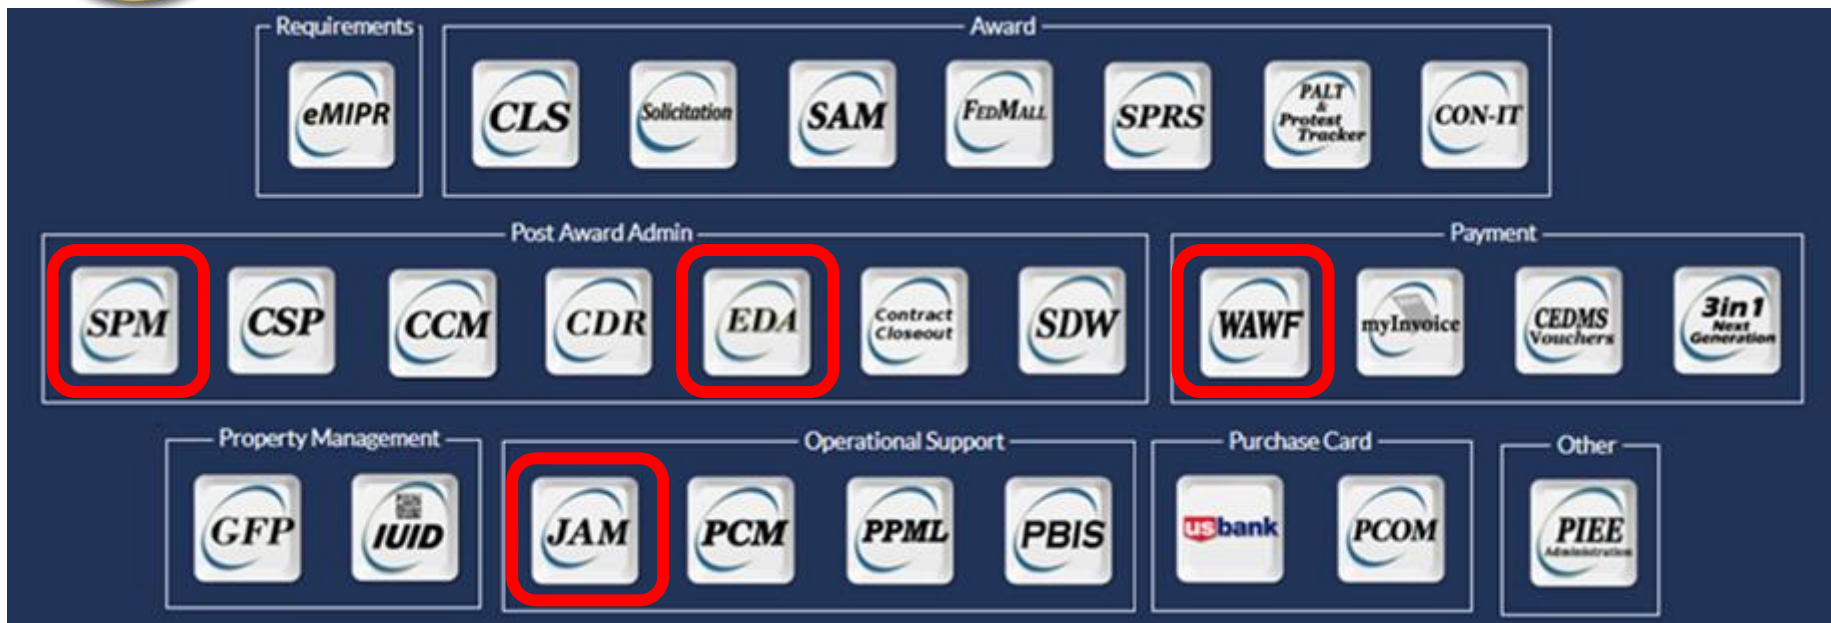 Requirements
Award
eMIPR
CLS
Solicitation
SAM
FEDMALL
SPRS
PALT
&
Protest
Tracker
CON-IT
Post Award Admin
Payment
SPM
CSP
CCM
CDR
EDA
Contract
Closeout
SDW
WAWF
myInvoice
CEDMS
Vouchers
3in1
Next
Generation
Property Management
Operational Support
Purchase Card
Other
GFP
IUID
JAM
PCM
PPML
PBIS
usbank
PCOM
PIEE
Administration